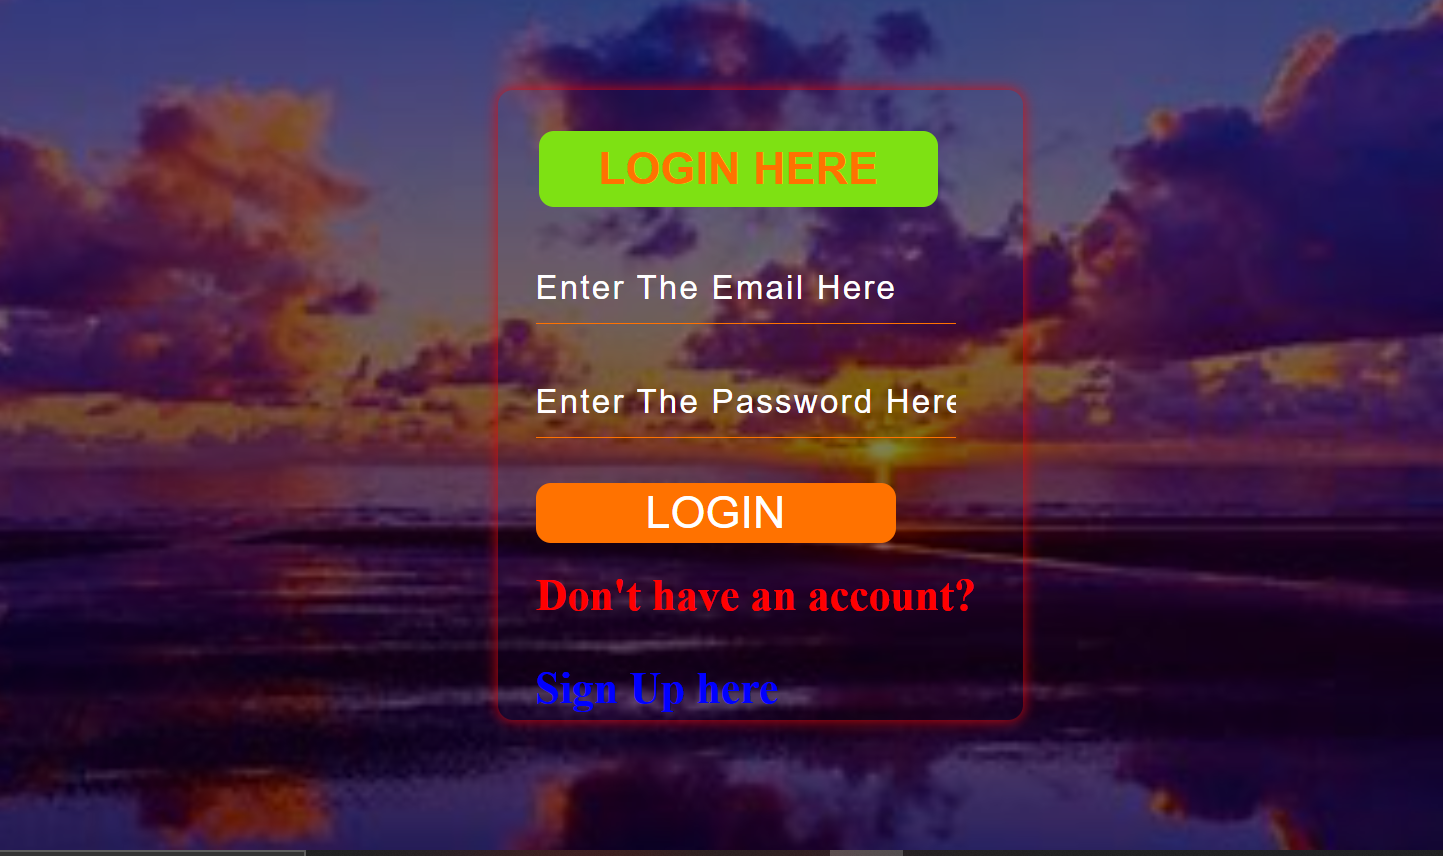 LOGIN HERE
Enter The Email Here
Enter The Password Here
LOGIN
Don't have an account?
Sign Up here